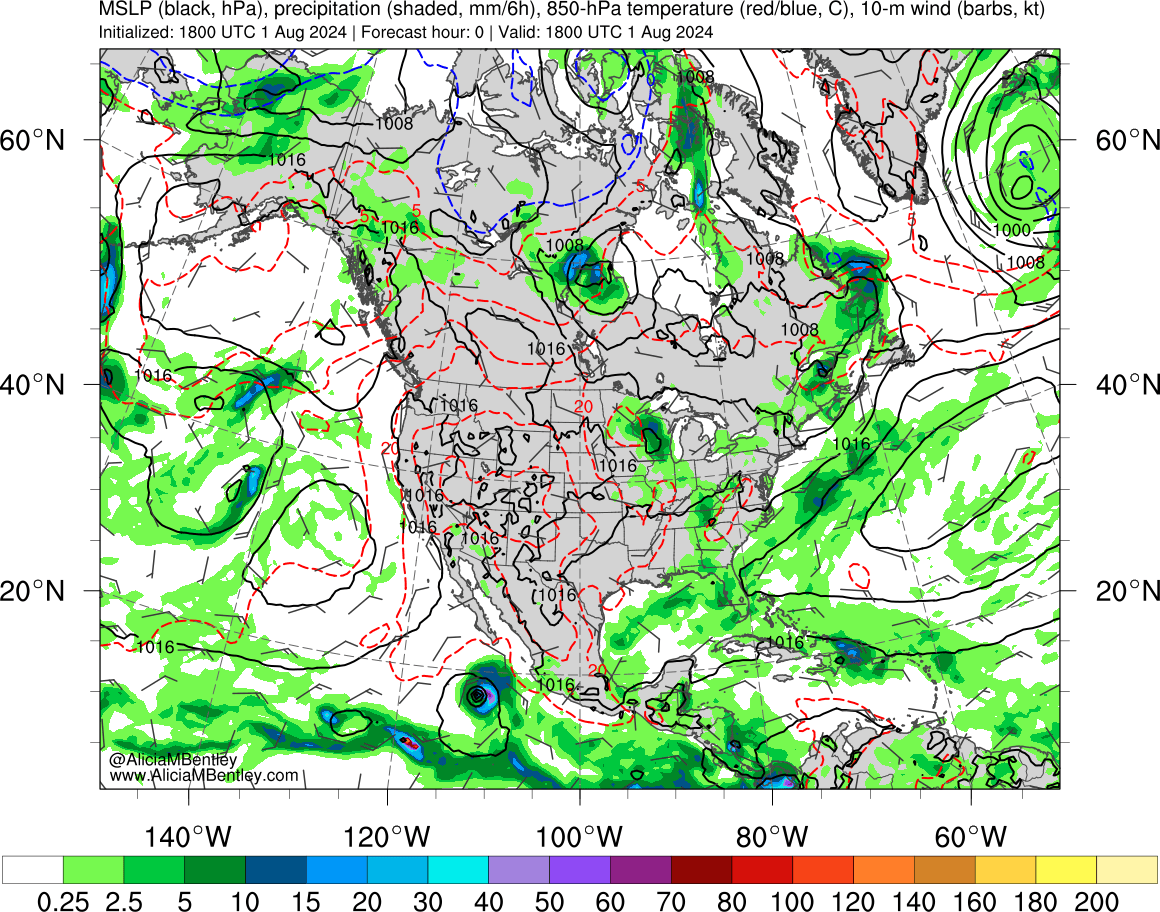 MSLP (black, hPa), precipitation (shaded, mm/6h), 850-hPa temperature (red/blue, C), 10-m wind (barbs, kt)
Initialized: 1800 UTC 1 Aug 2024 | Forecast hour: 0 | Valid: 1800 UTC 1 Aug 2024
0 1008
1008
60°N 60°N
1016
5
5 5 5
1016 1000
1008 1008 1008
1008
1016
1016 40°N 40°N
1016 20
20 1016
1016
1016
1016 1016
1016
20°N 20°N
1016
1016 1016
20
1016
@AliciaMBentley
www.AliciaMBentley.com
140°W 120°W 100°W 80°W 60°W
0.25 2.5 5 10 15 20 30 40 50 60 70 80 100 120 140 160 180 200